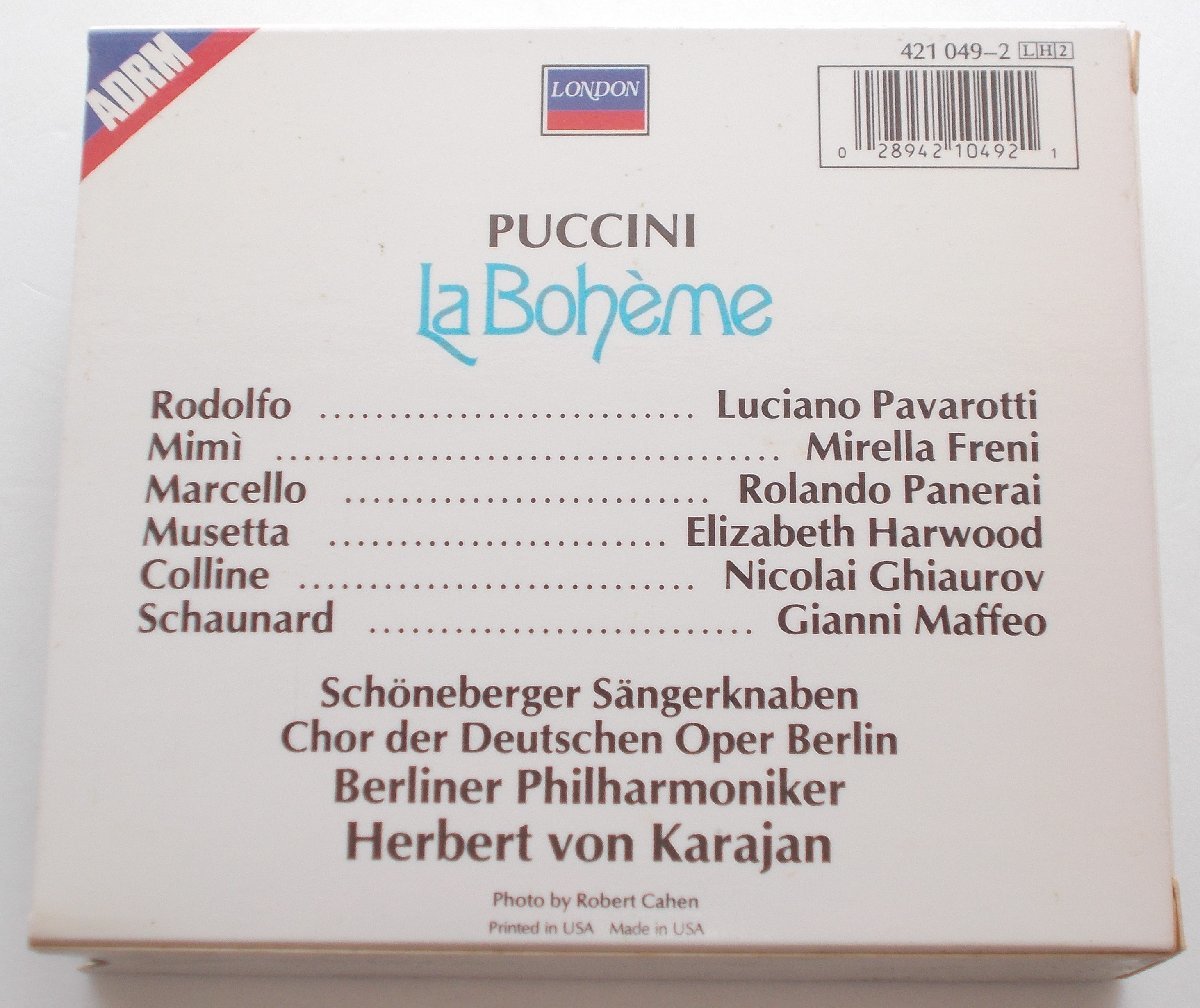 ADRM
421 049-2 LH2
LONDON
0 28942 10492 1
PUCCINI
La Bohème
Rodolfo .......................... Luciano Pavarotti
Mimì ................................... Mirella Freni
Marcello ......................... Rolando Panerai
Musetta ........................ Elizabeth Harwood
Colline ............................ Nicolai Ghiaurov
Schaunard ........................... Gianni Maffeo
Schöneberger Sängerknaben
Chor der Deutschen Oper Berlin
Berliner Philharmoniker
Herbert von Karajan
Photo by Robert Cahen
Printed in USA Made in USA